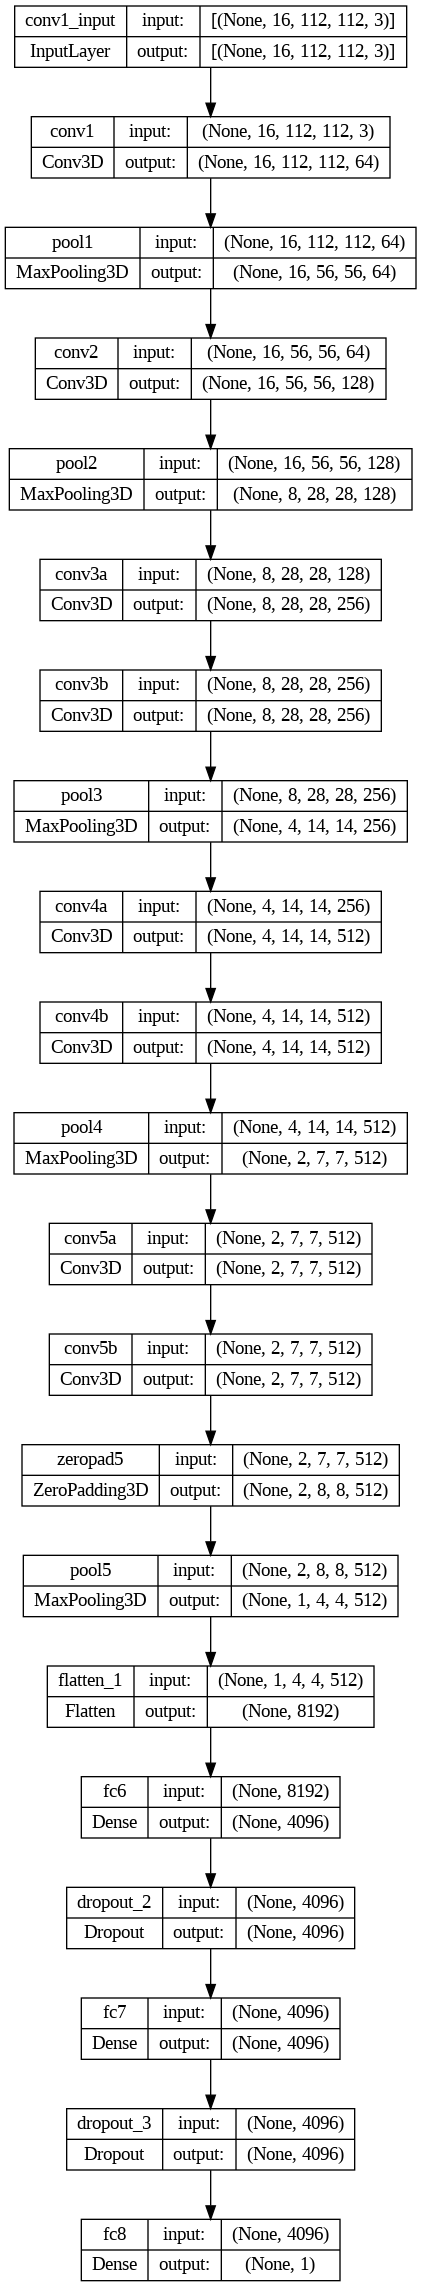 conv1_input input: [(None, 16, 112, 112, 3)]
InputLayer output: [(None, 16, 112, 112, 3)]
conv1 input: (None, 16, 112, 112, 3)
Conv3D output: (None, 16, 112, 112, 64)
pool1 input: (None, 16, 112, 112, 64)
MaxPooling3D output: (None, 16, 56, 56, 64)
conv2 input: (None, 16, 56, 56, 64)
Conv3D output: (None, 16, 56, 56, 128)
pool2 input: (None, 16, 56, 56, 128)
MaxPooling3D output: (None, 8, 28, 28, 128)
conv3a input: (None, 8, 28, 28, 128)
Conv3D output: (None, 8, 28, 28, 256)
conv3b input: (None, 8, 28, 28, 256)
Conv3D output: (None, 8, 28, 28, 256)
pool3 input: (None, 8, 28, 28, 256)
MaxPooling3D output: (None, 4, 14, 14, 256)
conv4a input: (None, 4, 14, 14, 256)
Conv3D output: (None, 4, 14, 14, 512)
conv4b input: (None, 4, 14, 14, 512)
Conv3D output: (None, 4, 14, 14, 512)
pool4 input: (None, 4, 14, 14, 512)
MaxPooling3D output: (None, 2, 7, 7, 512)
conv5a input: (None, 2, 7, 7, 512)
Conv3D output: (None, 2, 7, 7, 512)
conv5b input: (None, 2, 7, 7, 512)
Conv3D output: (None, 2, 7, 7, 512)
zeropad5 input: (None, 2, 7, 7, 512)
ZeroPadding3D output: (None, 2, 8, 8, 512)
pool5 input: (None, 2, 8, 8, 512)
MaxPooling3D output: (None, 1, 4, 4, 512)
flatten_1 input: (None, 1, 4, 4, 512)
Flatten output: (None, 8192)
fc6 input: (None, 8192)
Dense output: (None, 4096)
dropout_2 input: (None, 4096)
Dropout output: (None, 4096)
fc7 input: (None, 4096)
Dense output: (None, 4096)
dropout_3 input: (None, 4096)
Dropout output: (None, 4096)
fc8 input: (None, 4096)
Dense output: (None, 1)